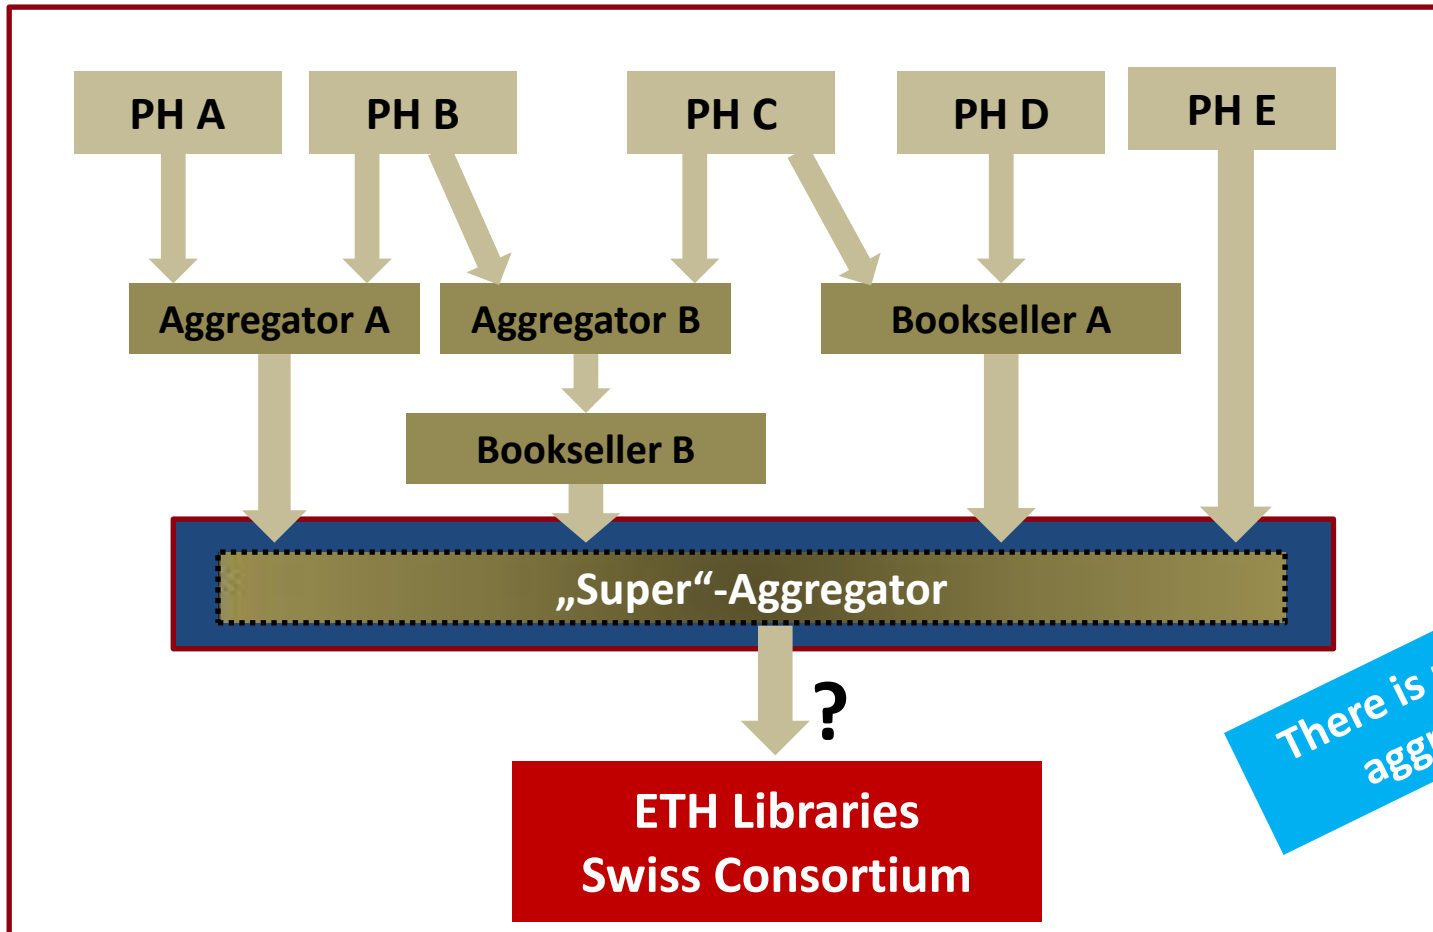 PH A
PH B
PH C
PH D
PH E
Aggregator A
Aggregator B
Bookseller A
Bookseller B
„Super“-Aggregator
?
ETH Libraries
Swiss Consortium
There is